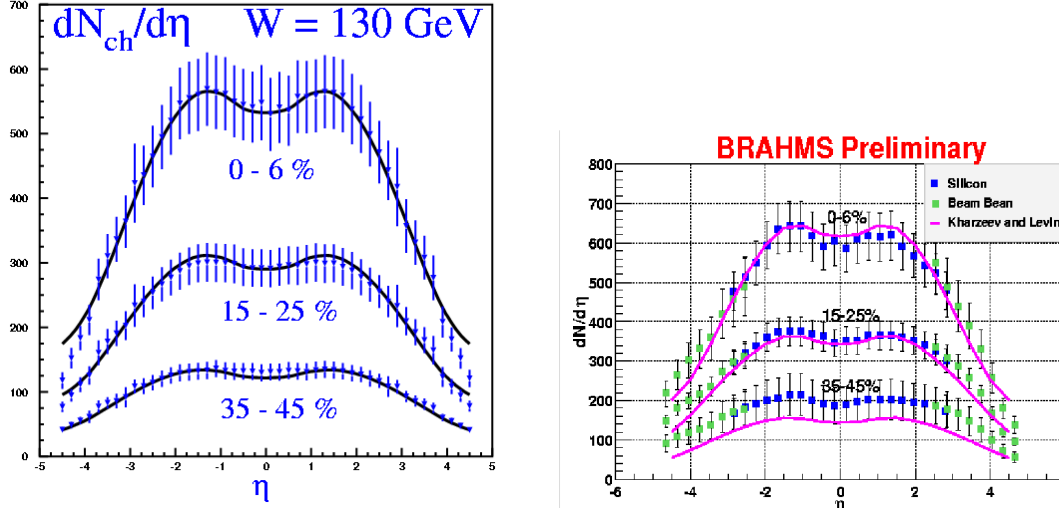 dN_ch/dη W = 130 GeV
700
600
500
400
300
200
100
0
0 - 6 %
15 - 25 %
35 - 45 %
-5 -4 -3 -2 -1 0 1 2 3 4 5
η
BRAHMS Preliminary
dN/dη
800
700
600
500
400
300
200
100
0
Silicon
Beam Bean
Kharzeev and Levin
0-6%
15-25%
35-45%
-6 -4 -2 0 2 4
η